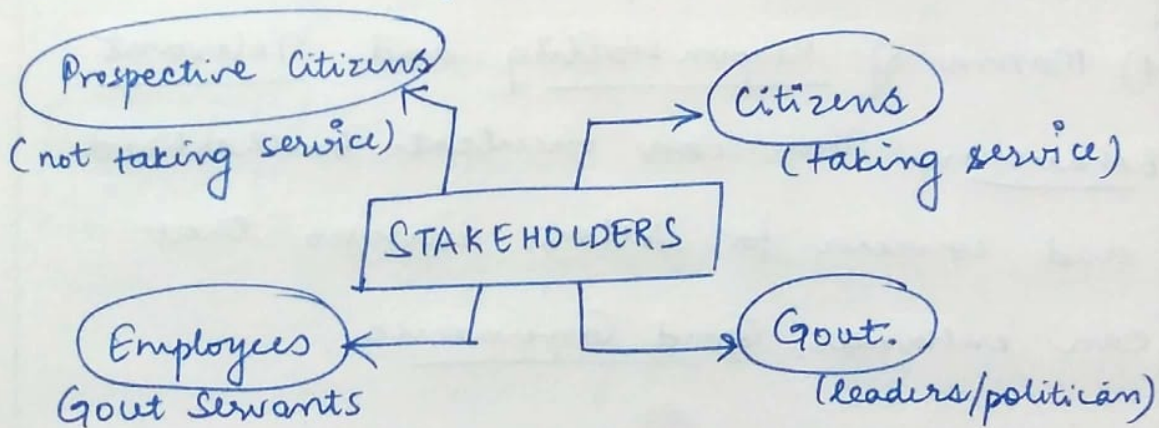 Prospective Citizens
(not taking service)
Citizens
(taking service)
STAKEHOLDERS
Employees
Govt Servants
Govt.
(leaders/politician)